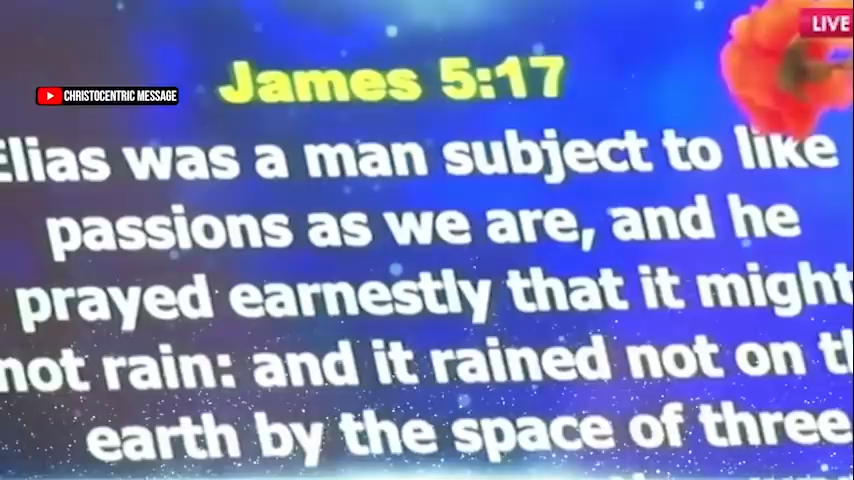 LIVE
James 5:17
CHRISTOCENTRIC MESSAGE
Elias was a man subject to like
passions as we are, and he
prayed earnestly that it might
not rain: and it rained not on
earth by the space of three